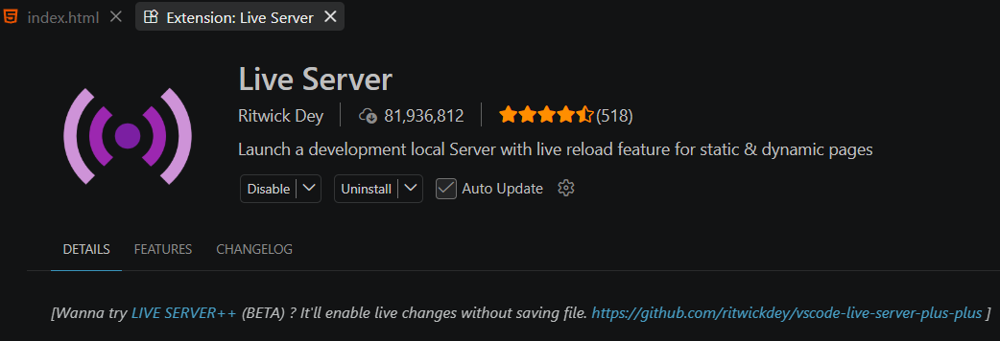 index.html Extension: Live Server
Live Server
Ritwick Dey 81,936,812 (518)
Launch a development local Server with live reload feature for static & dynamic pages
Disable Uninstall Auto Update
DETAILS FEATURES CHANGELOG
[Wanna try LIVE SERVER++ (BETA) ? It'll enable live changes without saving file. https://github.com/ritwickdey/vscode-live-server-plus-plus ]